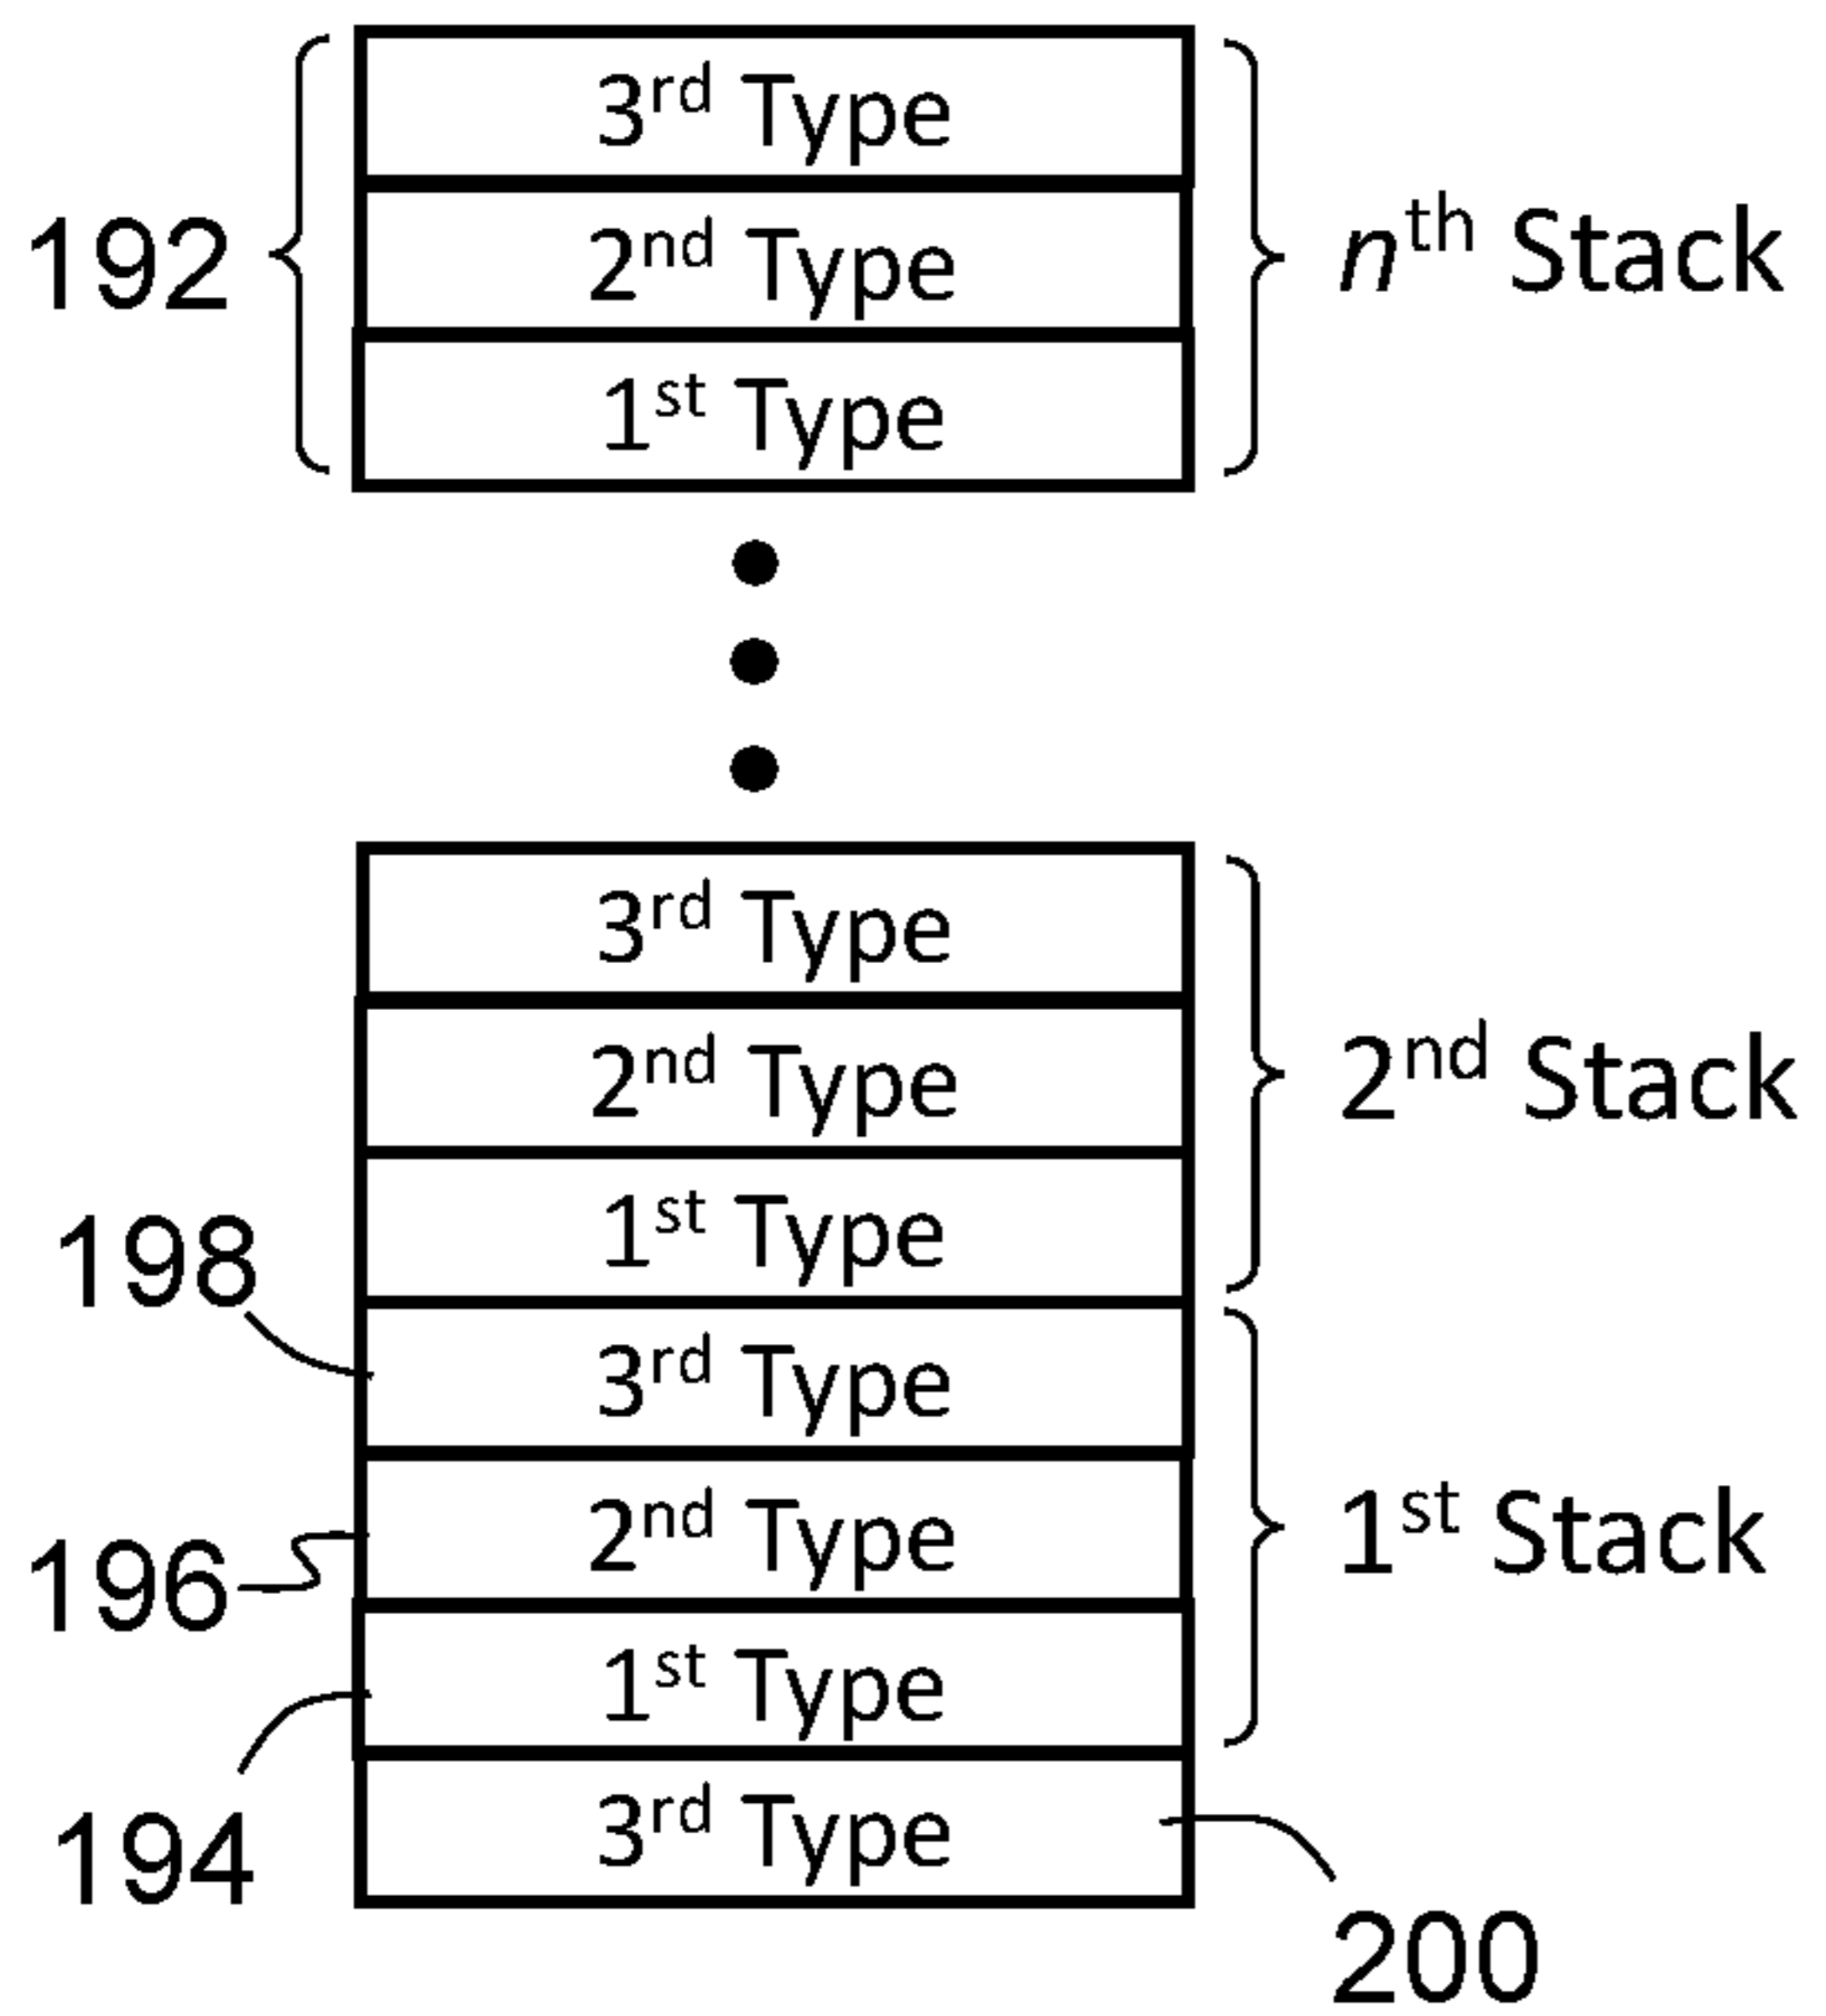 3rd Type
192
2nd Type
nth Stack
1st Type
3rd Type
2nd Type
2nd Stack
1st Type
198
3rd Type
196
2nd Type
1st Stack
1st Type
194
3rd Type
200